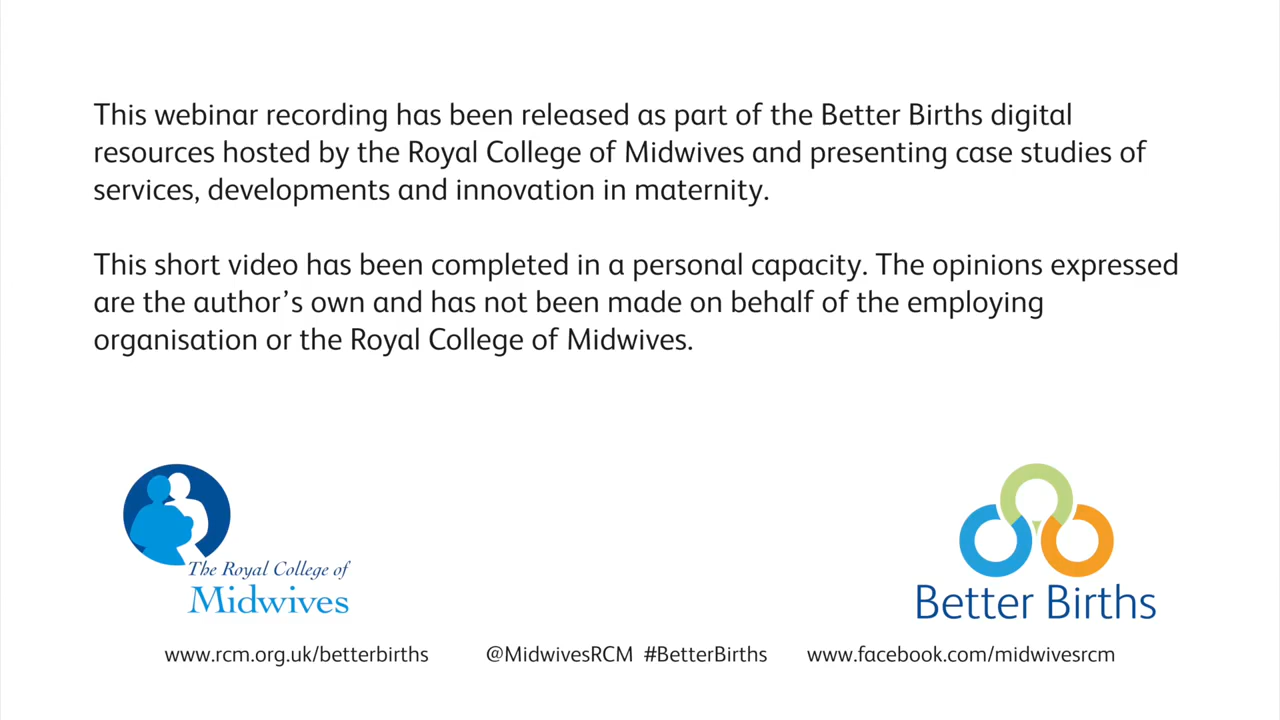 This webinar recording has been released as part of the Better Births digital
resources hosted by the Royal College of Midwives and presenting case studies of
services, developments and innovation in maternity.
This short video has been completed in a personal capacity. The opinions expressed
are the author’s own and has not been made on behalf of the employing
organisation or the Royal College of Midwives.
The Royal College of
Midwives
Better Births
www.rcm.org.uk/betterbirths @MidwivesRCM #BetterBirths www.facebook.com/midwivesrcm